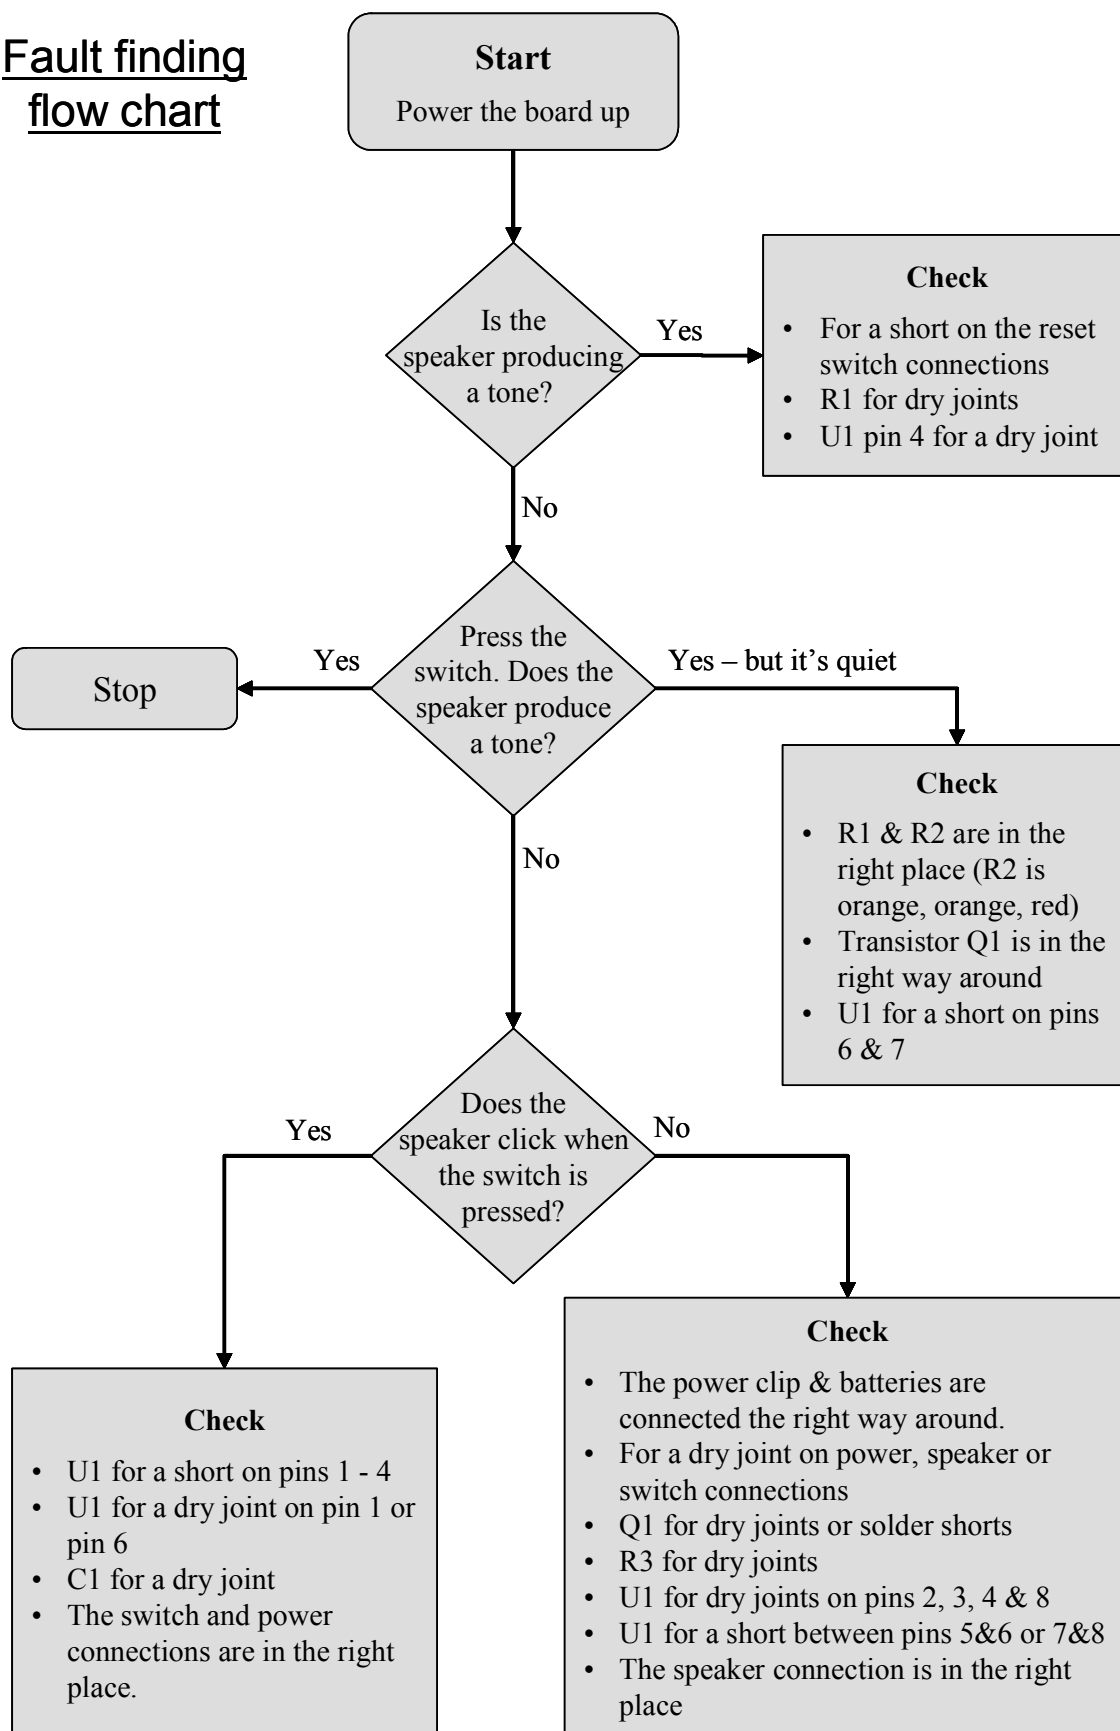 Fault finding
flow chart
Start
Power the board up
Is the
speaker producing
a tone?
Yes
Check
• For a short on the reset
switch connections
• R1 for dry joints
• U1 pin 4 for a dry joint
No
Press the
switch. Does the
speaker produce
a tone?
Yes
Stop
Yes – but it's quiet
Check
• R1 & R2 are in the
right place (R2 is
orange, orange, red)
• Transistor Q1 is in the
right way around
• U1 for a short on pins
6 & 7
No
Does the
speaker click when
the switch is
pressed?
Yes
No
Check
• U1 for a short on pins 1 - 4
• U1 for a dry joint on pin 1 or
pin 6
• C1 for a dry joint
• The switch and power
connections are in the right
place.
Check
• The power clip & batteries are
connected the right way around.
• For a dry joint on power, speaker or
switch connections
• Q1 for dry joints or solder shorts
• R3 for dry joints
• U1 for dry joints on pins 2, 3, 4 & 8
• U1 for a short between pins 5&6 or 7&8
• The speaker connection is in the right
place